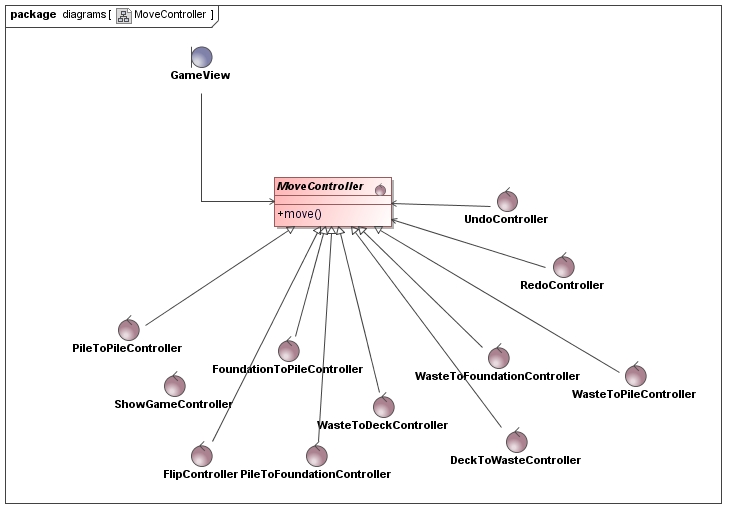 package diagrams [ MoveController ]
GameView
MoveController
+move()
UndoController
RedoController
PileToPileController
FoundationToPileController
WasteToFoundationController
WasteToPileController
ShowGameController
WasteToDeckController
DeckToWasteController
FlipController
PileToFoundationController